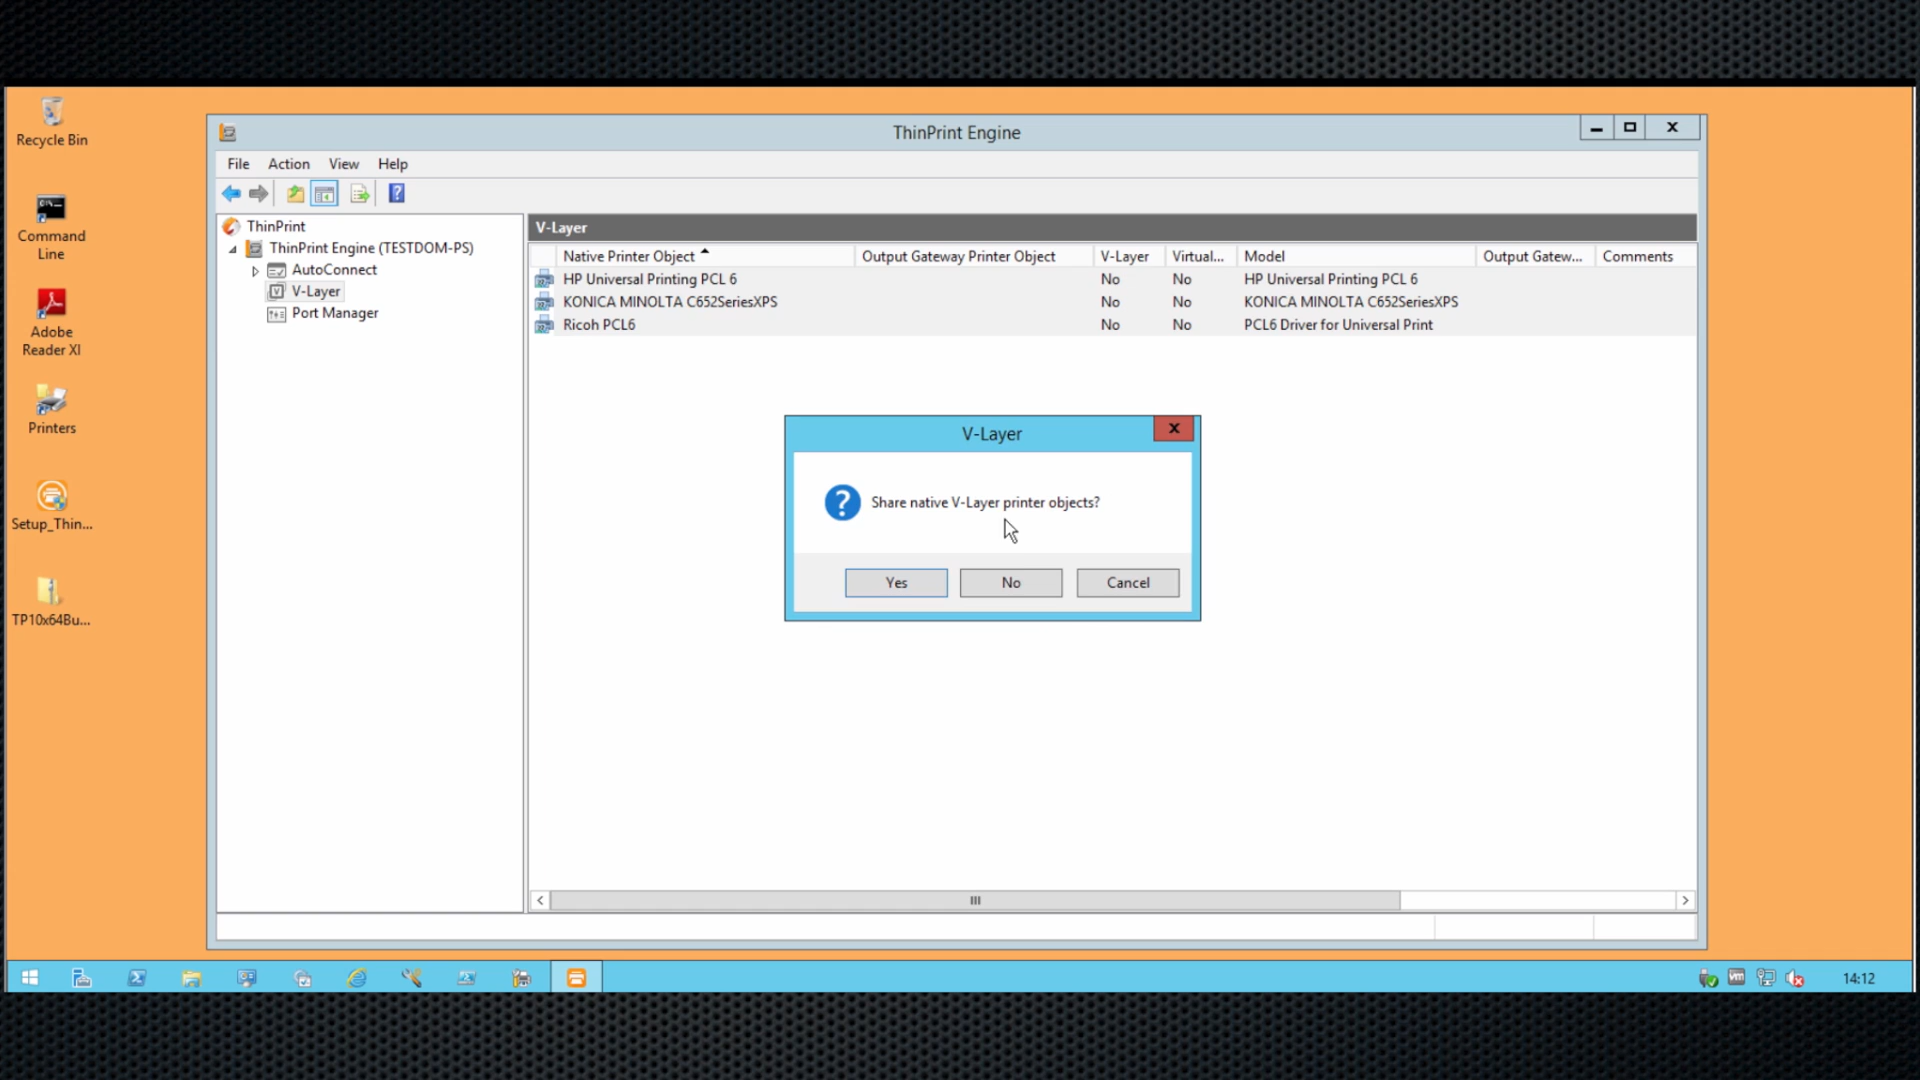 Recycle Bin
Command
Line
Adobe
Reader XI
Printers
Setup_Thin...
TP10x64Bu...
ThinPrint Engine
File Action View Help
ThinPrint
ThinPrint Engine (TESTDOM-PS)
AutoConnect
V-Layer
Port Manager
V-Layer
Native Printer Object Output Gateway Printer Object V-Layer Virtual... Model Output Gatew... Comments
HP Universal Printing PCL 6 No No HP Universal Printing PCL 6
KONICA MINOLTA C652SeriesXPS No No KONICA MINOLTA C652SeriesXPS
Ricoh PCL6 No No PCL6 Driver for Universal Print
V-Layer
Share native V-Layer printer objects?
Yes No Cancel
14:12